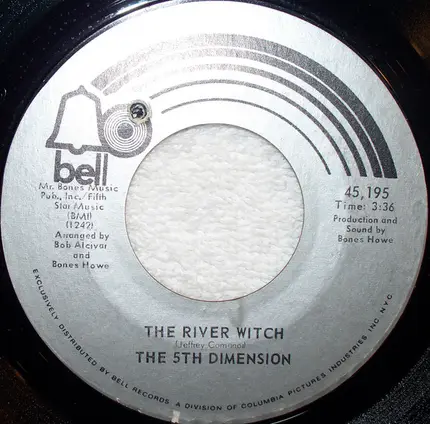 bell
Mr. Bones Music
Pub., Inc./Fifth
Star Music
(BMI)
(1242)
Arranged by
Bob Alcivar
and
Bones Howe
45,195
Time: 3:36
Production and
Sound by
Bones Howe
THE RIVER WITCH
THE 5TH DIMENSION
EXCLUSIVELY DISTRIBUTED BY BELL RECORDS, A DIVISION OF COLUMBIA PICTURES INDUSTRIES INC. NYC